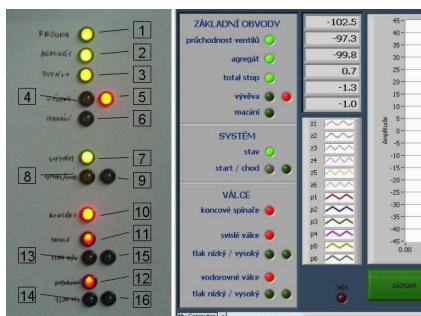 PRŮCHOD
AGREGÁT
1
2
3
4
5
6
7
8
9
10
11
12
13
14
15
16
ZÁKLADNÍ OBVODY
průchodnost ventilů
agregát
total stop
vývěva
mazání
SYSTÉM
stav
start / chod
VÁLCE
koncové spínače
svislé válce
tlak nízký / vysoký
vodorovné válce
tlak nízký / vysoký
-102.5
-97.3
-99.8
0.7
-1.3
-1.0
z1
z2
z3
z4
z5
z6
p1
p2
p3
p4
p5
p6
Amplitude
45
40
35
30
25
20
15
10
5
0
-5
-10
-15
-20
-25
-30
-35
-40
-45
0.00
ZÁZNAM
My Computer